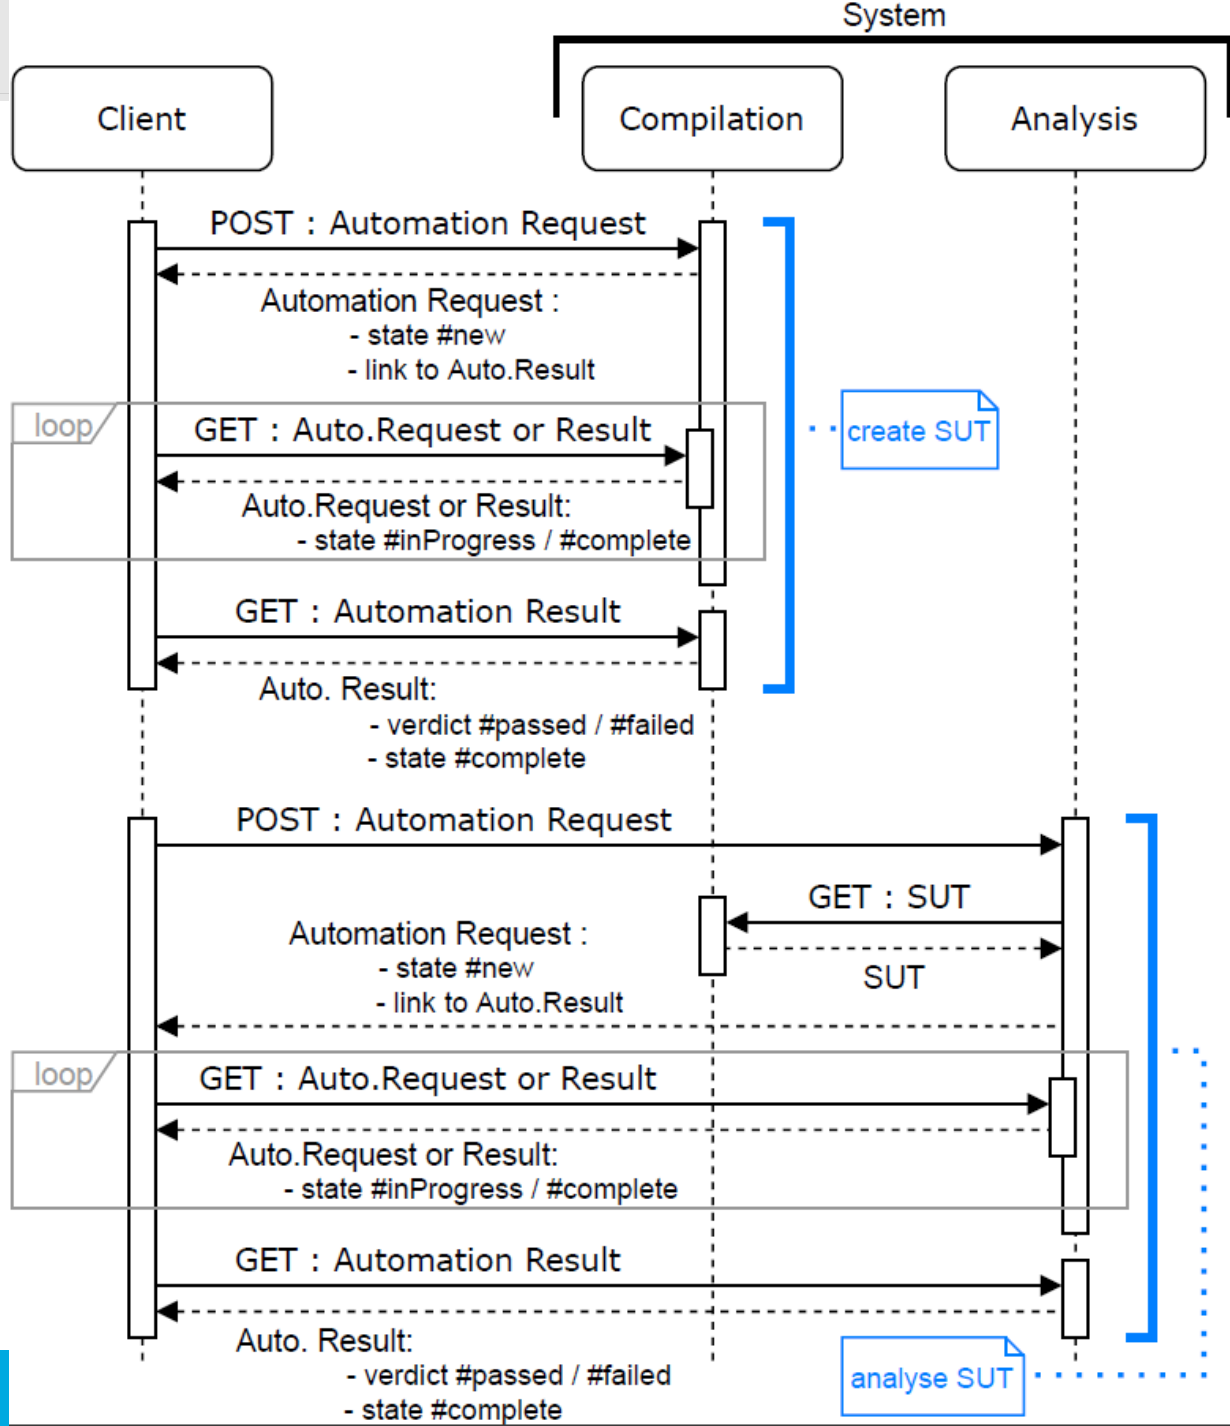 System
Client
Compilation
Analysis
POST : Automation Request
Automation Request :
- state #new
- link to Auto.Result
loop
GET : Auto.Request or Result
create SUT
Auto.Request or Result:
- state #inProgress / #complete
GET : Automation Result
Auto. Result:
- verdict #passed / #failed
- state #complete
POST : Automation Request
GET : SUT
Automation Request :
- state #new
SUT
- link to Auto.Result
loop
GET : Auto.Request or Result
Auto.Request or Result:
- state #inProgress / #complete
GET : Automation Result
Auto. Result:
- verdict #passed / #failed
analyse SUT
- state #complete